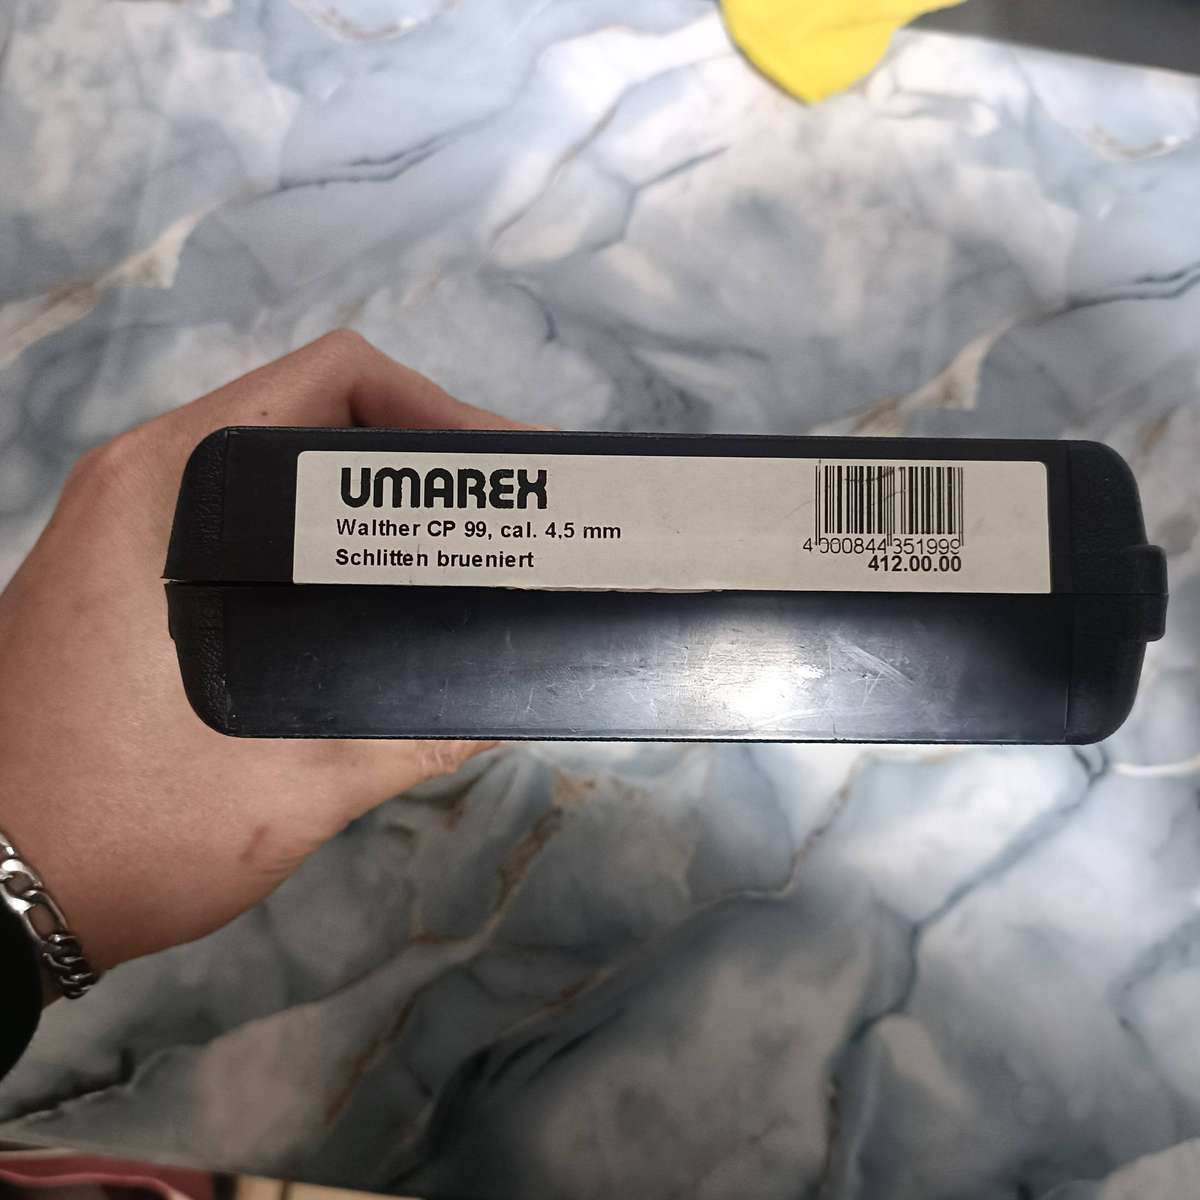 UMAREX
Walther CP 99, cal. 4,5 mm
Schlitten brueniert
4 000844 351999
412.00.00